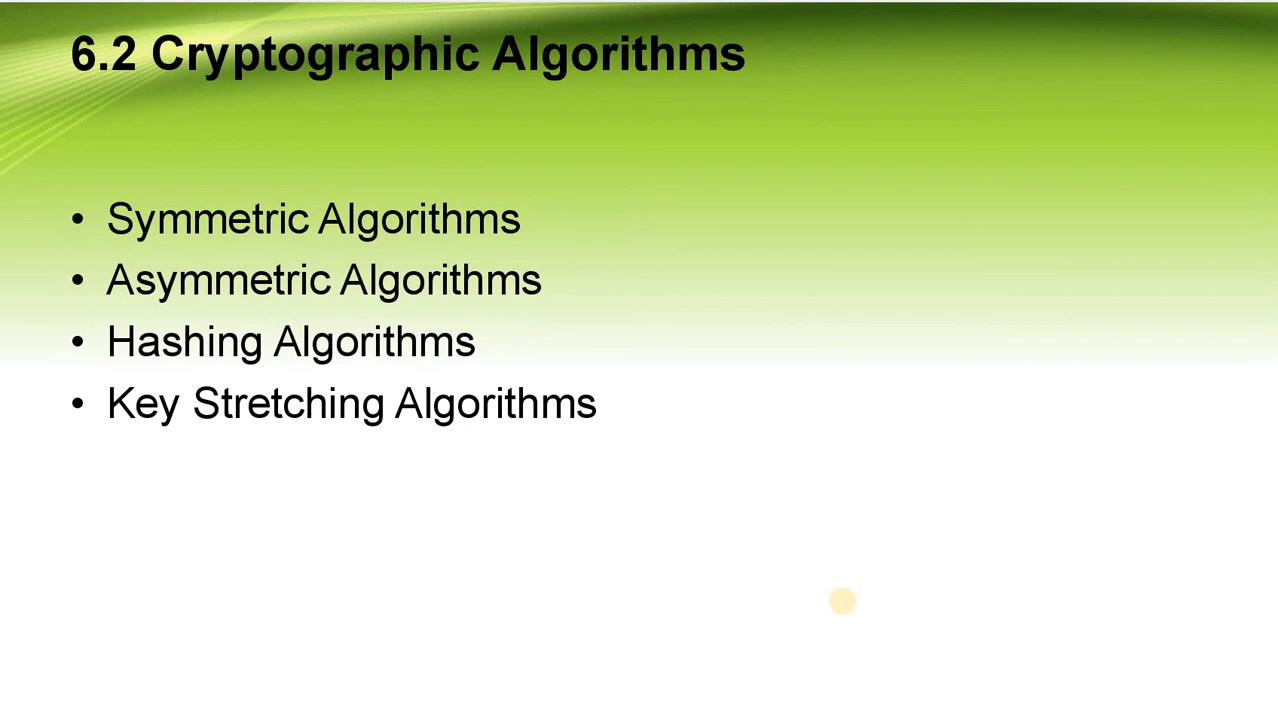 6.2 Cryptographic Algorithms
• Symmetric Algorithms
• Asymmetric Algorithms
• Hashing Algorithms
• Key Stretching Algorithms